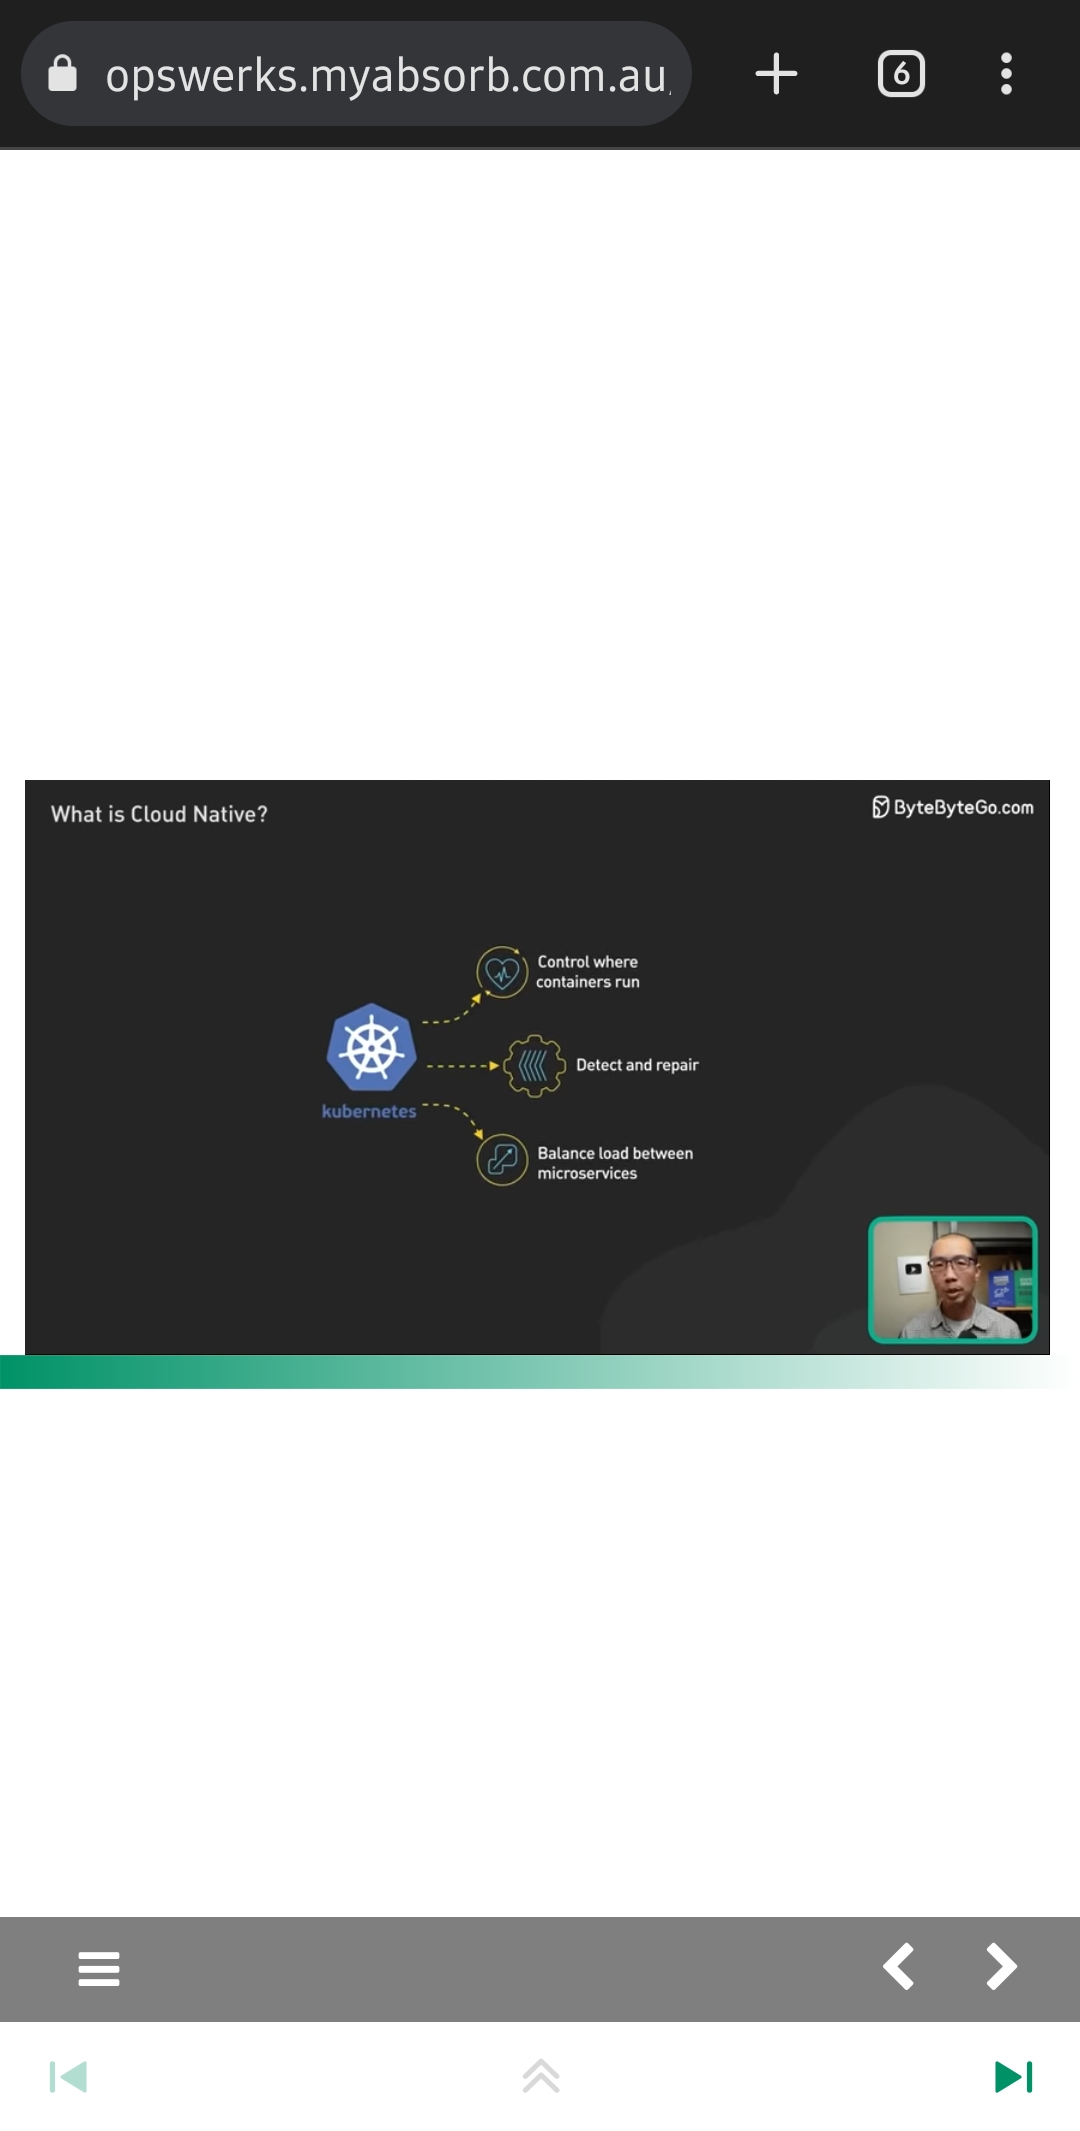 opswerks.myabsorb.com.au
6
What is Cloud Native?
ByteByteGo.com
Control where
containers run
kubernetes
Detect and repair
Balance load between
microservices